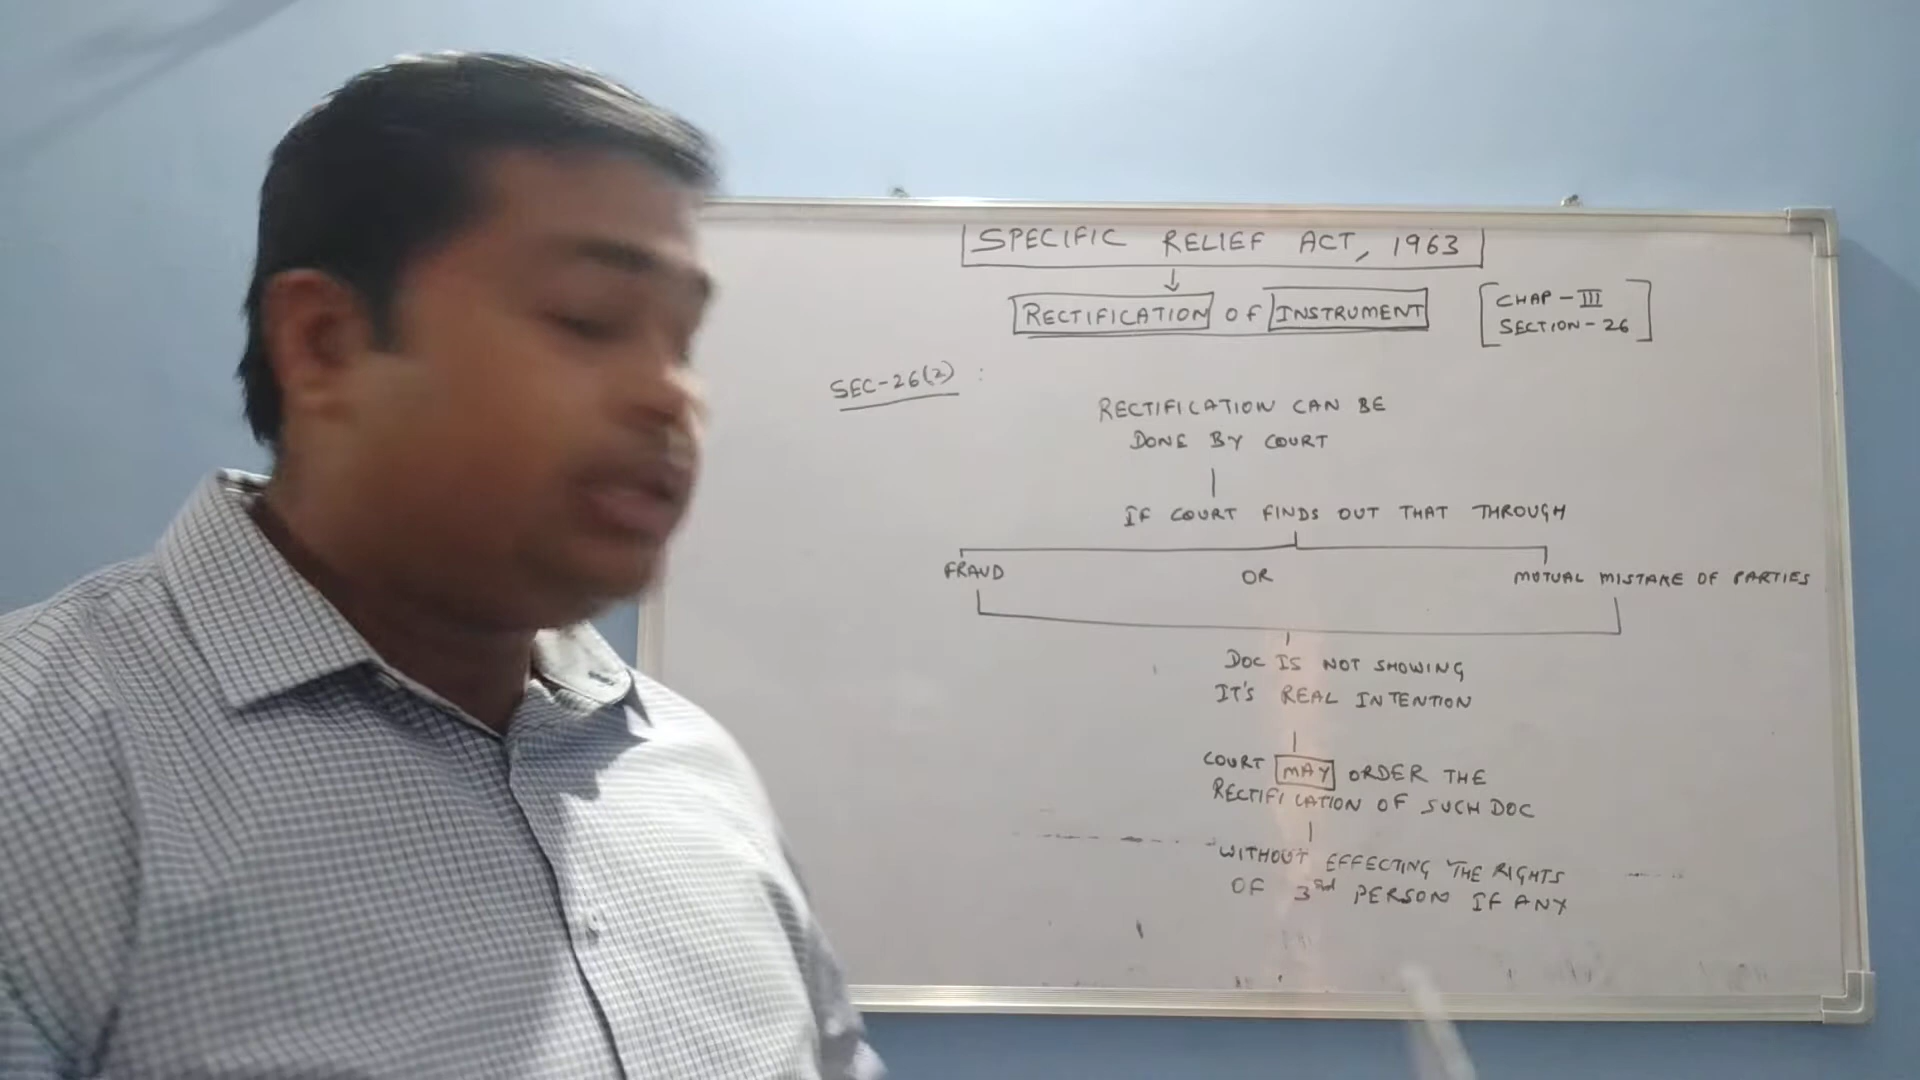 SPECIFIC RELIEF ACT, 1963
RECTIFICATION OF INSTRUMENT
CHAP-III
SECTION-26
SEC-26(2) :
RECTIFICATION CAN BE
DONE BY COURT
IF COURT FINDS OUT THAT THROUGH
FRAUD OR MUTUAL MISTAKE OF PARTIES
DOC IS NOT SHOWING
IT'S REAL INTENTION
COURT MAY ORDER THE
RECTIFICATION OF SUCH DOC
WITHOUT EFFECTING THE RIGHTS
OF 3rd PERSON IF ANY